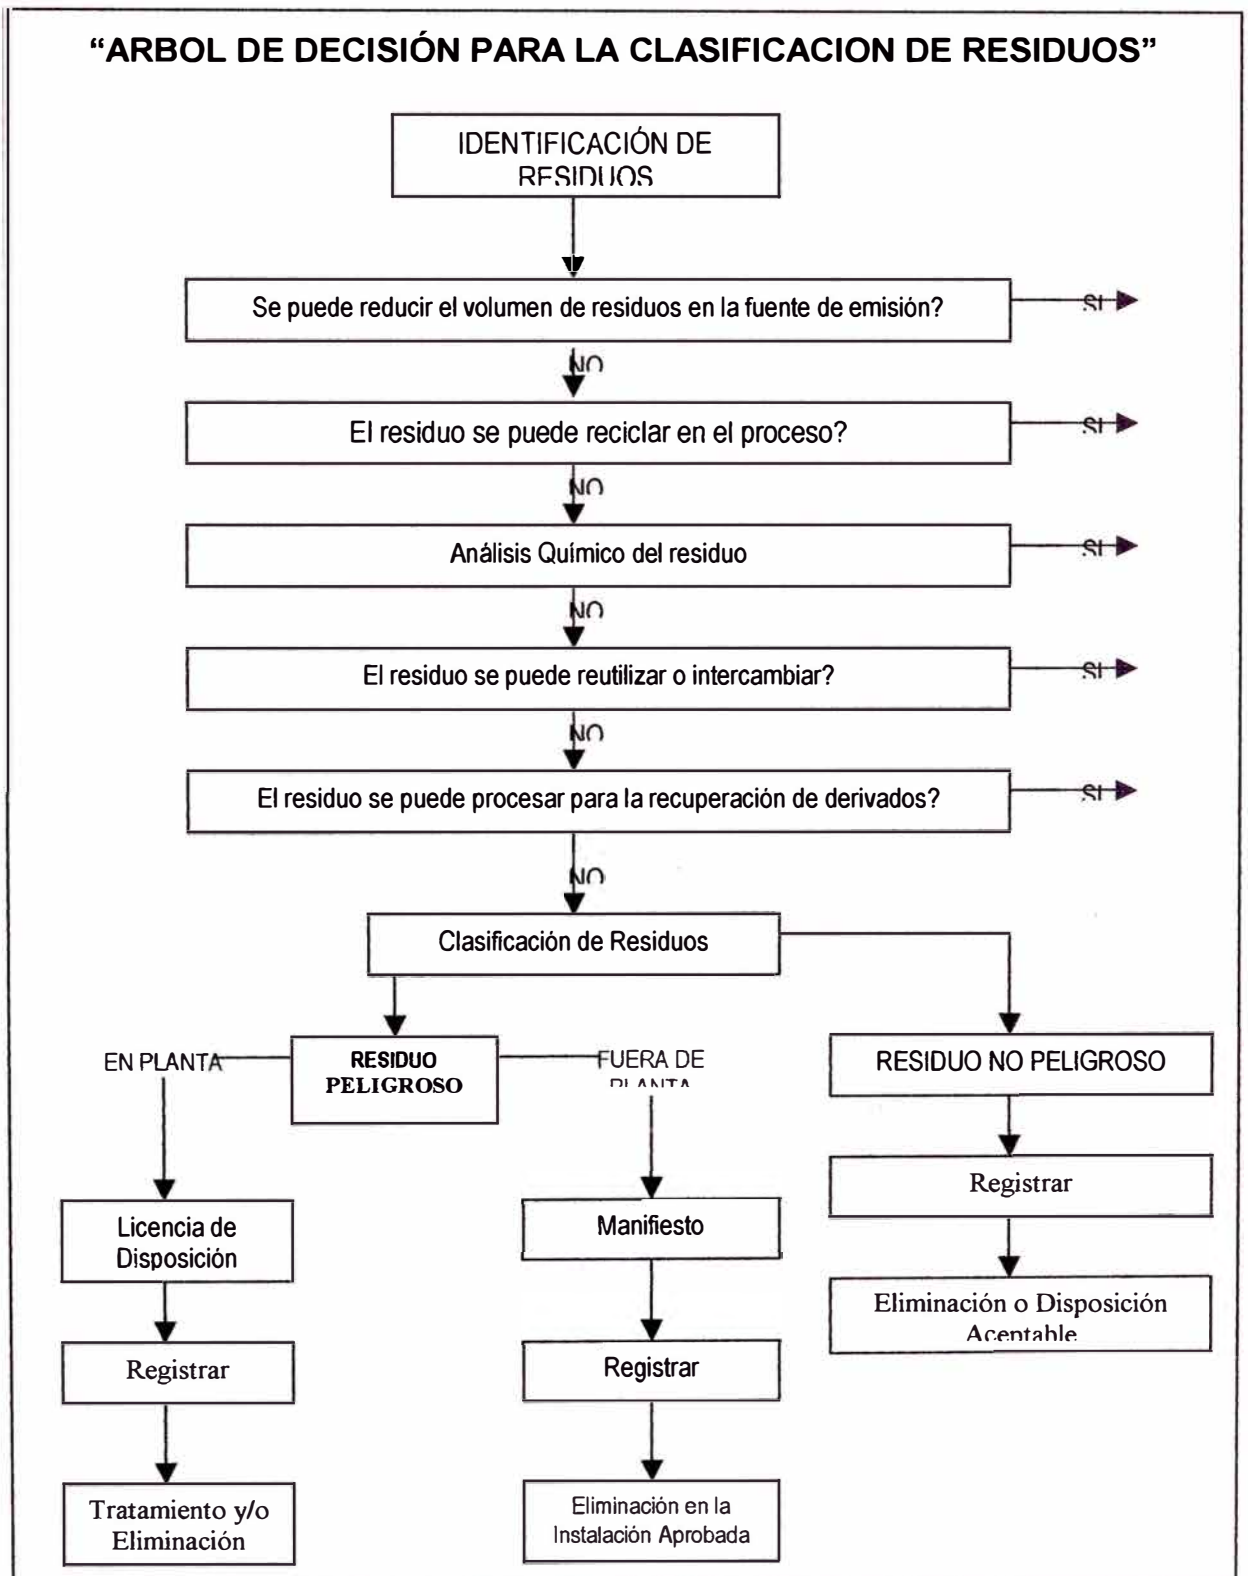 “ARBOL DE DECISIÓN PARA LA CLASIFICACION DE RESIDUOS”
IDENTIFICACIÓN DE
RESIDUOS
Se puede reducir el volumen de residuos en la fuente de emisión?
SI
NO
El residuo se puede reciclar en el proceso?
SI
NO
Análisis Químico del residuo
SI
NO
El residuo se puede reutilizar o intercambiar?
SI
NO
El residuo se puede procesar para la recuperación de derivados?
SI
NO
Clasificación de Residuos
EN PLANTA
RESIDUO
PELIGROSO
FUERA DE
PLANTA
RESIDUO NO PELIGROSO
Registrar
Licencia de
Disposición
Manifiesto
Eliminación o Disposición
Aceptable
Registrar
Registrar
Tratamiento y/o
Eliminación
Eliminación en la
Instalación Aprobada